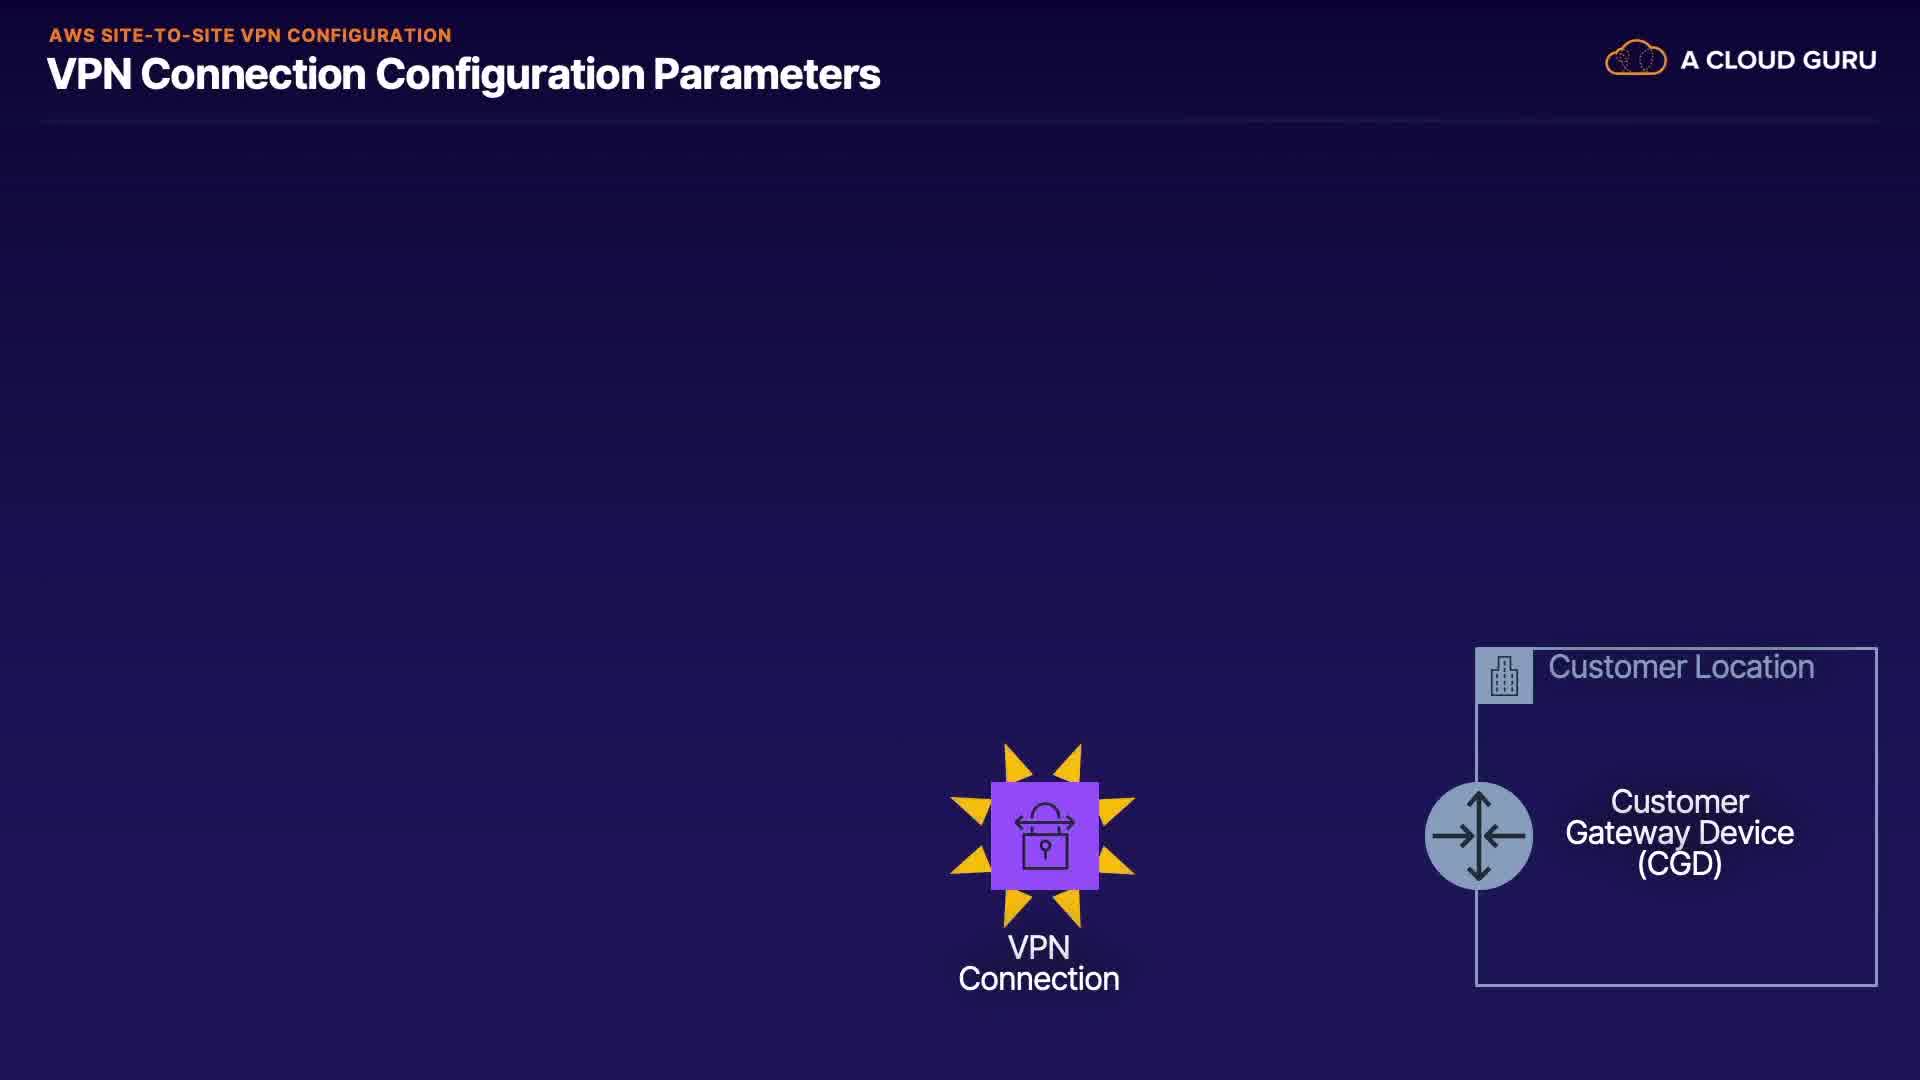 AWS SITE-TO-SITE VPN CONFIGURATION
VPN Connection Configuration Parameters
A CLOUD GURU
Customer Location
Customer
Gateway Device
(CGD)
VPN
Connection